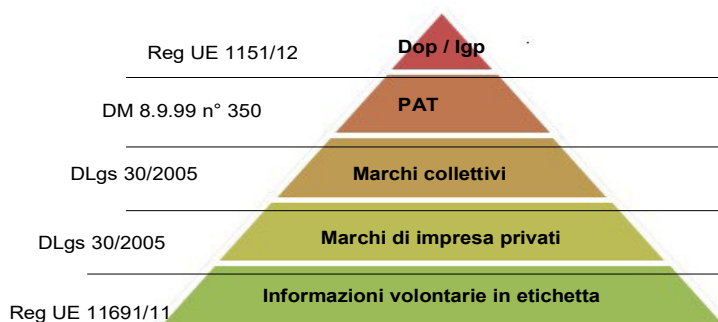 Reg UE 1151/12 Dop / Igp
DM 8.9.99 n° 350 PAT
DLgs 30/2005 Marchi collettivi
DLgs 30/2005 Marchi di impresa privati
Reg UE 11691/11 Informazioni volontarie in etichetta